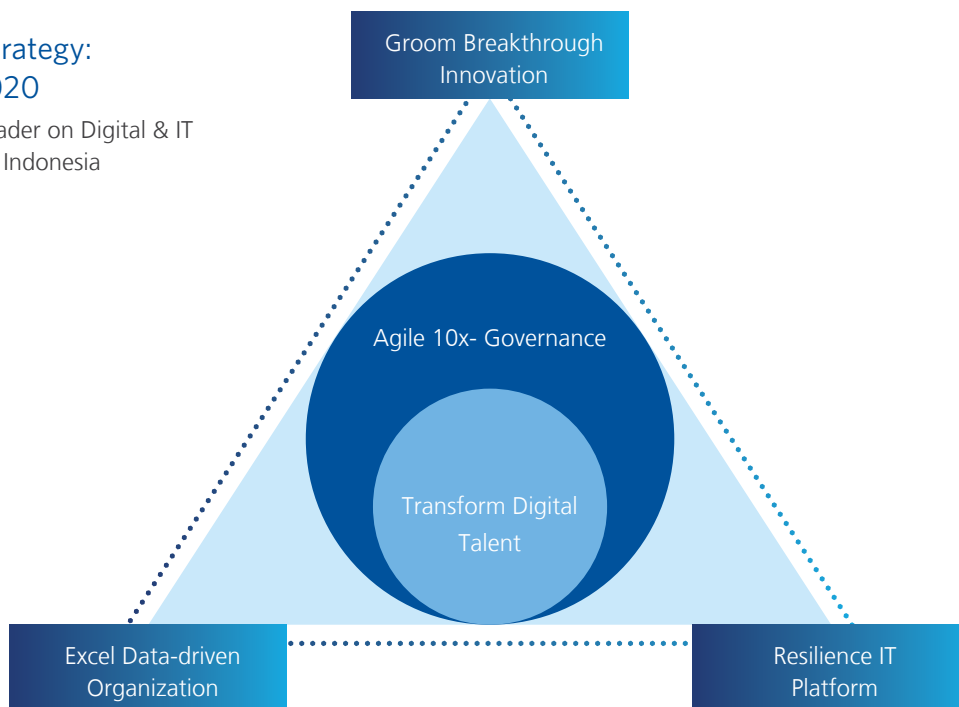 rategy:
020
ader on Digital & IT
Indonesia
Groom Breakthrough
Innovation
Agile 10x- Governance
Transform Digital
Talent
Excel Data-driven
Organization
Resilience IT
Platform